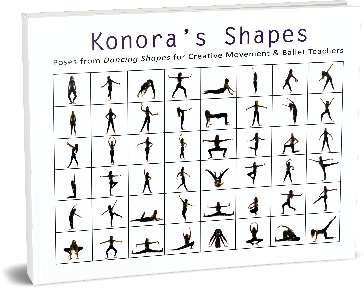 Konora's Shapes
Poses from Dancing Shapes for Creative Movement & Ballet Teachers